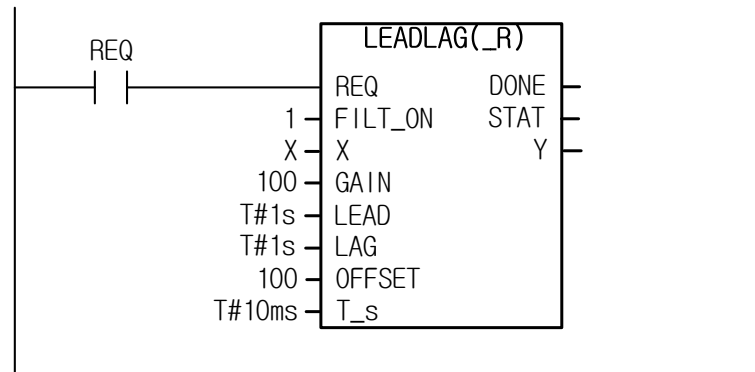 LEADLAG(_R)
REQ
REQ DONE
1 FILT_ON STAT
X X Y
100 GAIN
T#1s LEAD
T#1s LAG
100 OFFSET
T#10ms T_s